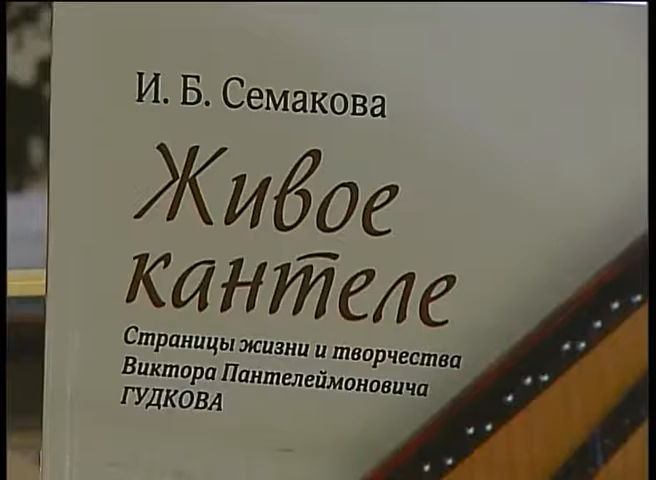 И. Б. Семакова
Живое
кантеле
Страницы жизни и творчества
Виктора Пантелеймоновича
ГУДКОВА